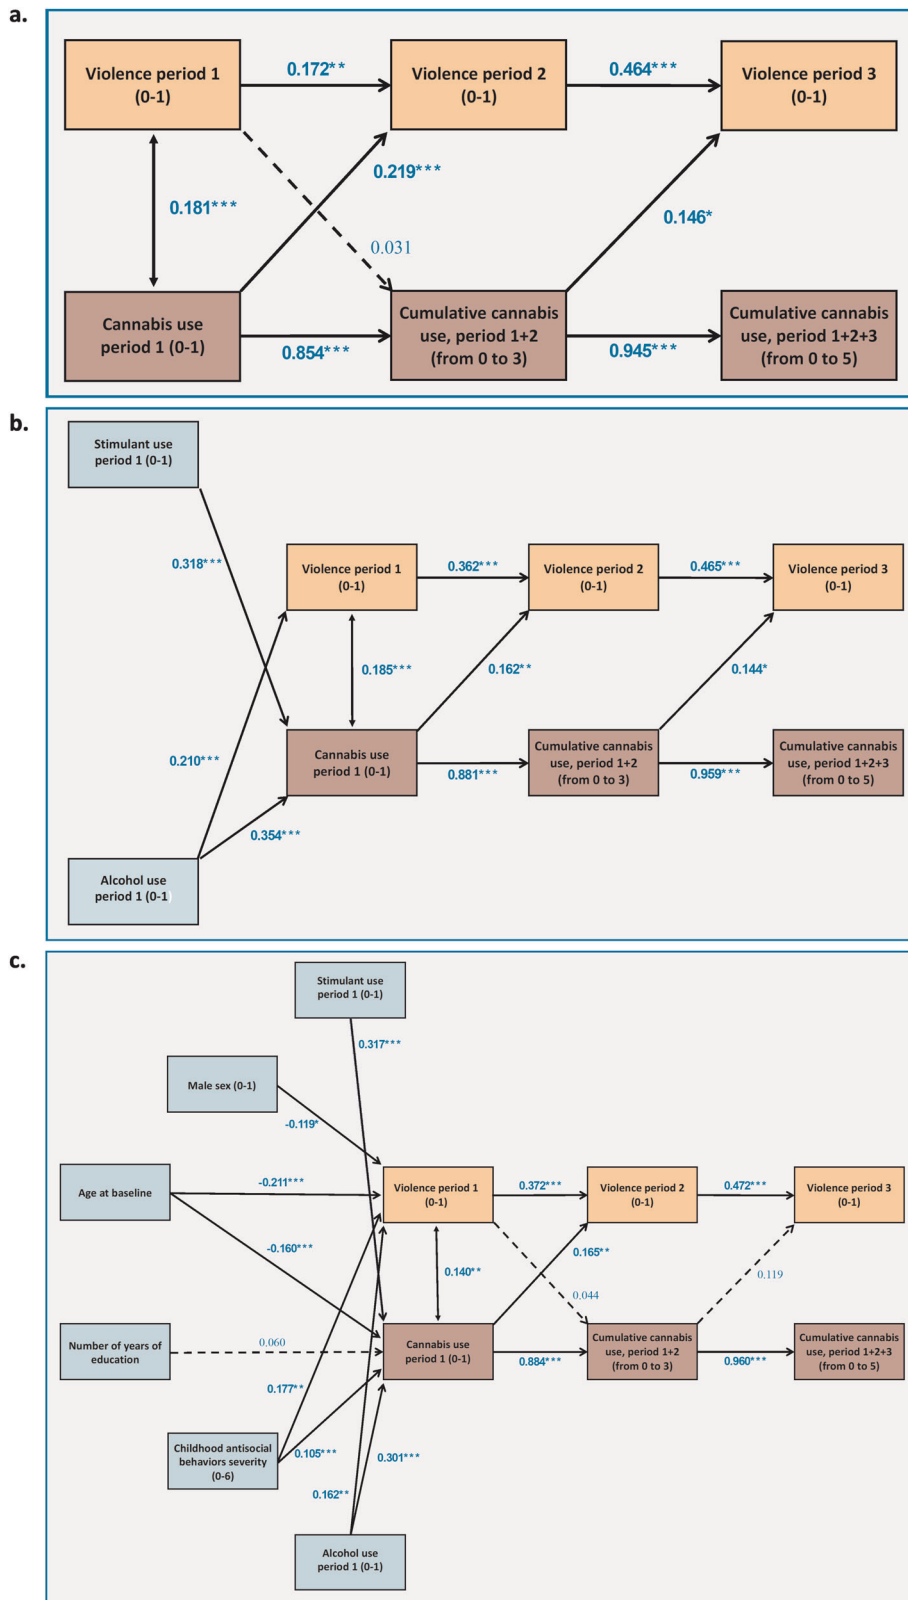 a.
Violence period 1
(0-1)
0.172**
Violence period 2
(0-1)
0.464***
Violence period 3
(0-1)
0.181***
0.219***
0.031
0.146*
Cannabis use
period 1 (0-1)
0.854***
Cumulative cannabis
use, period 1+2
(from 0 to 3)
0.945***
Cumulative cannabis
use, period 1+2+3
(from 0 to 5)
b.
Stimulant use
period 1 (0-1)
0.318***
Violence period 1
(0-1)
0.362***
Violence period 2
(0-1)
0.465***
Violence period 3
(0-1)
0.185***
0.162**
0.144*
0.210***
Cannabis use
period 1 (0-1)
0.881***
Cumulative cannabis
use, period 1+2
(from 0 to 3)
0.959***
Cumulative cannabis
use, period 1+2+3
(from 0 to 5)
0.354***
Alcohol use
period 1 (0-1)
c.
Stimulant use
period 1 (0-1)
0.317***
Male sex (0-1)
-0.119*
Age at baseline
-0.211***
Violence period 1
(0-1)
0.372***
Violence period 2
(0-1)
0.472***
Violence period 3
(0-1)
-0.160***
0.140**
0.165**
0.044
0.119
Number of years of
education
0.060
Cannabis use
period 1 (0-1)
0.884***
Cumulative cannabis
use, period 1+2
(from 0 to 3)
0.960***
Cumulative cannabis
use, period 1+2+3
(from 0 to 5)
0.177**
Childhood antisocial
behaviors severity
(0-6)
0.105***
0.301***
0.162**
Alcohol use
period 1 (0-1)